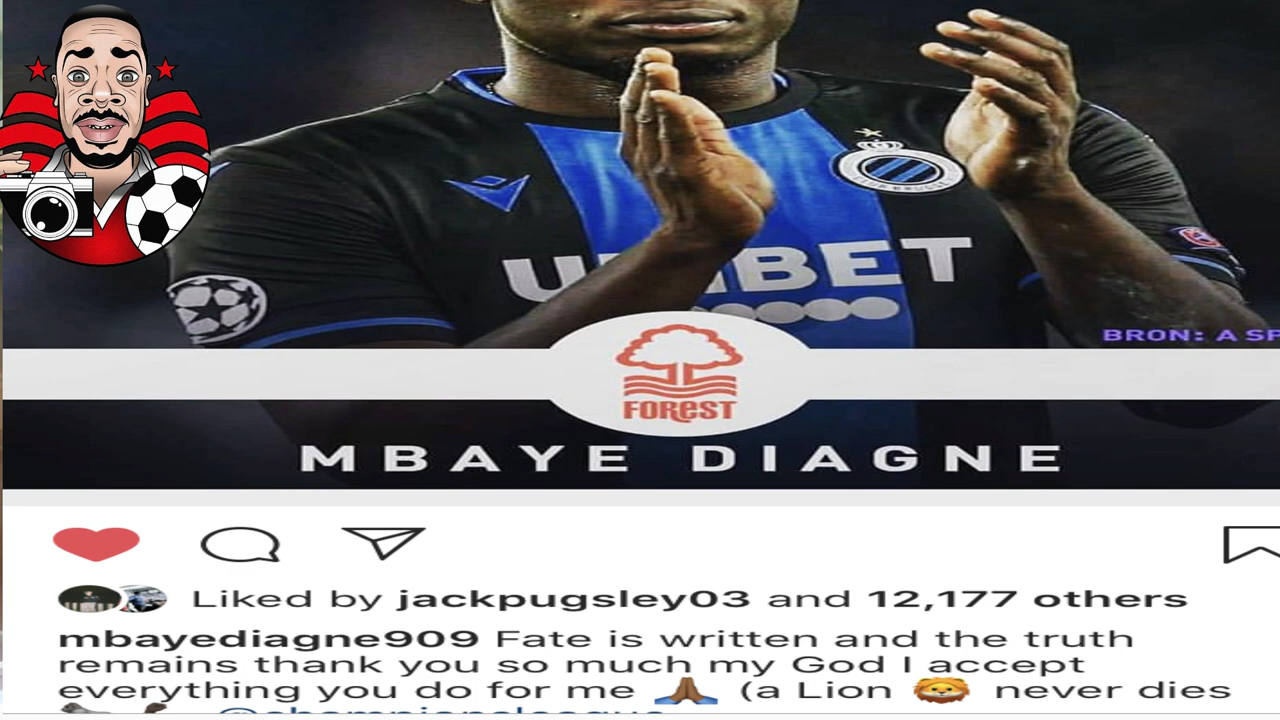 UNIBET
BRON: A SP
FOREST
MBAYE DIAGNE
Liked by jackpugsley03 and 12,177 others
mbayediagne909 Fate is written and the truth
remains thank you so much my God I accept
everything you do for me 🙏🏾 (a Lion 🦁 never dies
@championsleague